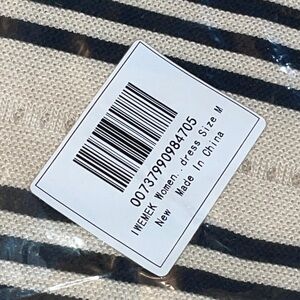 00737990984705
IWEMEK Women. dress Size M
New Made In China